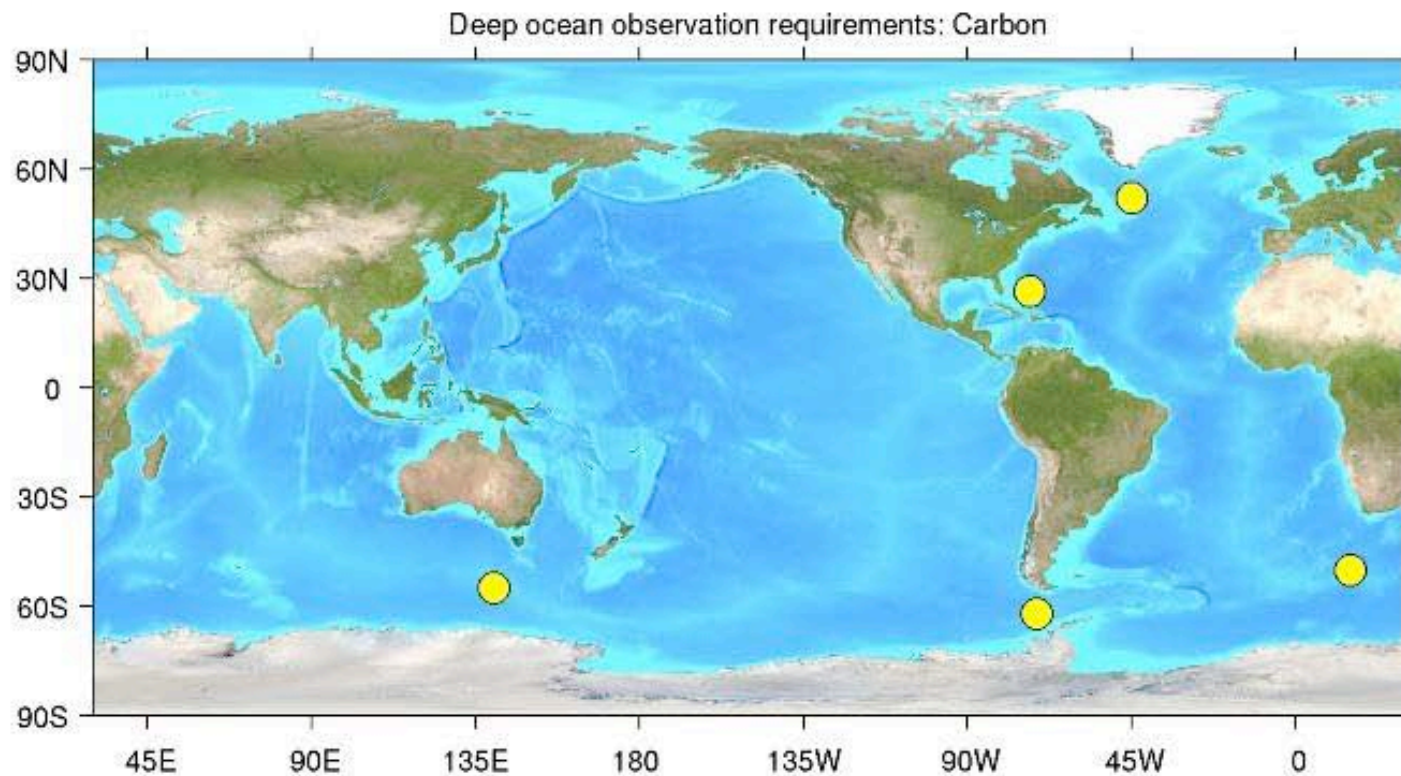 Deep ocean observation requirements: Carbon
90N
60N
30N
0
30S
60S
90S
45E 90E 135E 180 135W 90W 45W 0